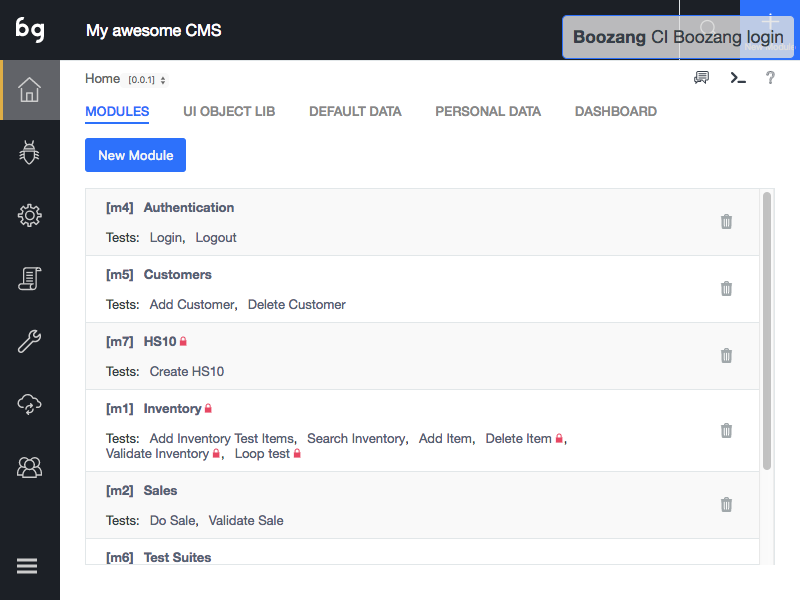 bg
My awesome CMS
Boozang CI Boozang login
New Module
Home [0.0.1]
?
MODULES UI OBJECT LIB DEFAULT DATA PERSONAL DATA DASHBOARD
New Module
[m4] Authentication
Tests: Login, Logout
[m5] Customers
Tests: Add Customer, Delete Customer
[m7] HS10
Tests: Create HS10
[m1] Inventory
Tests: Add Inventory Test Items, Search Inventory, Add Item, Delete Item,
Validate Inventory, Loop test
[m2] Sales
Tests: Do Sale, Validate Sale
[m6] Test Suites